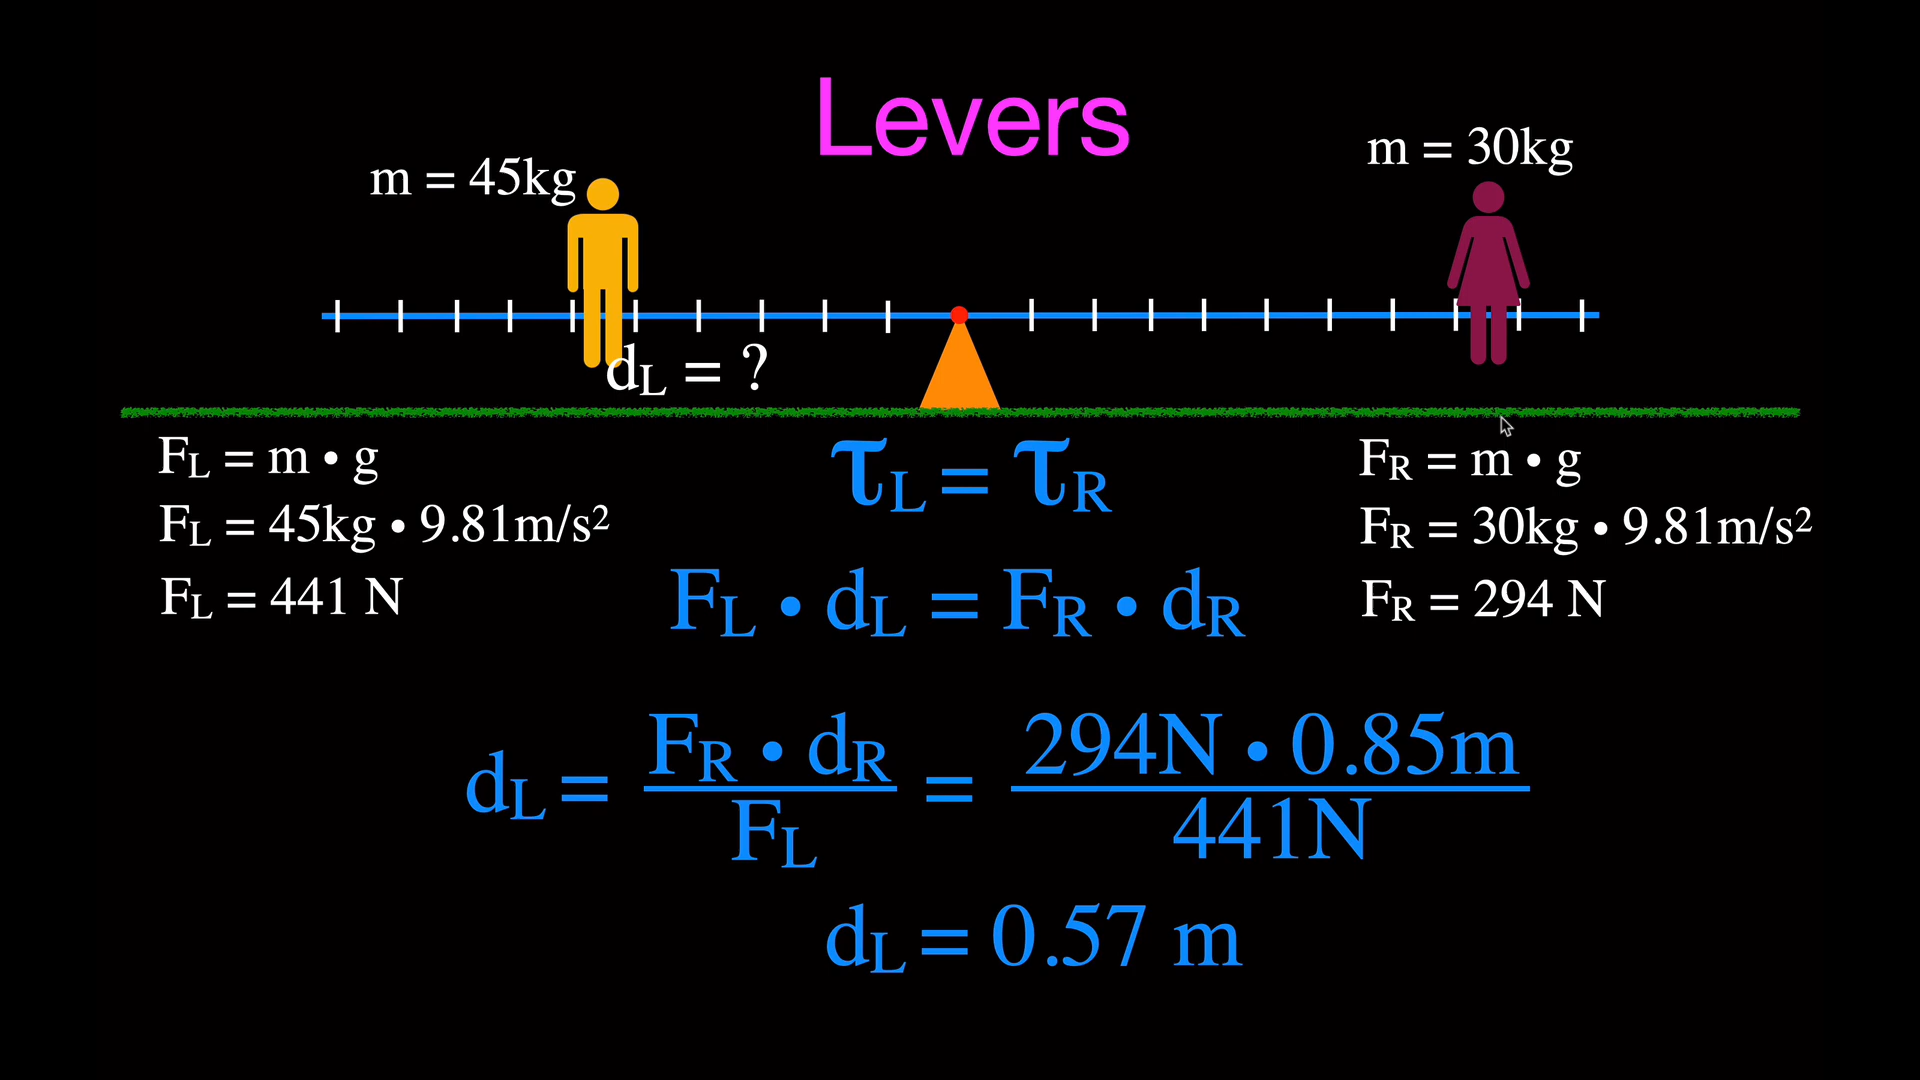 Levers
m = 45kg
m = 30kg
dL = ?
FL = m • g
FL = 45kg • 9.81m/s²
FL = 441 N
τL = τR
FL • dL = FR • dR
FR = m • g
FR = 30kg • 9.81m/s²
FR = 294 N
dL = FR • dR / FL = 294N • 0.85m / 441N
dL = 0.57 m